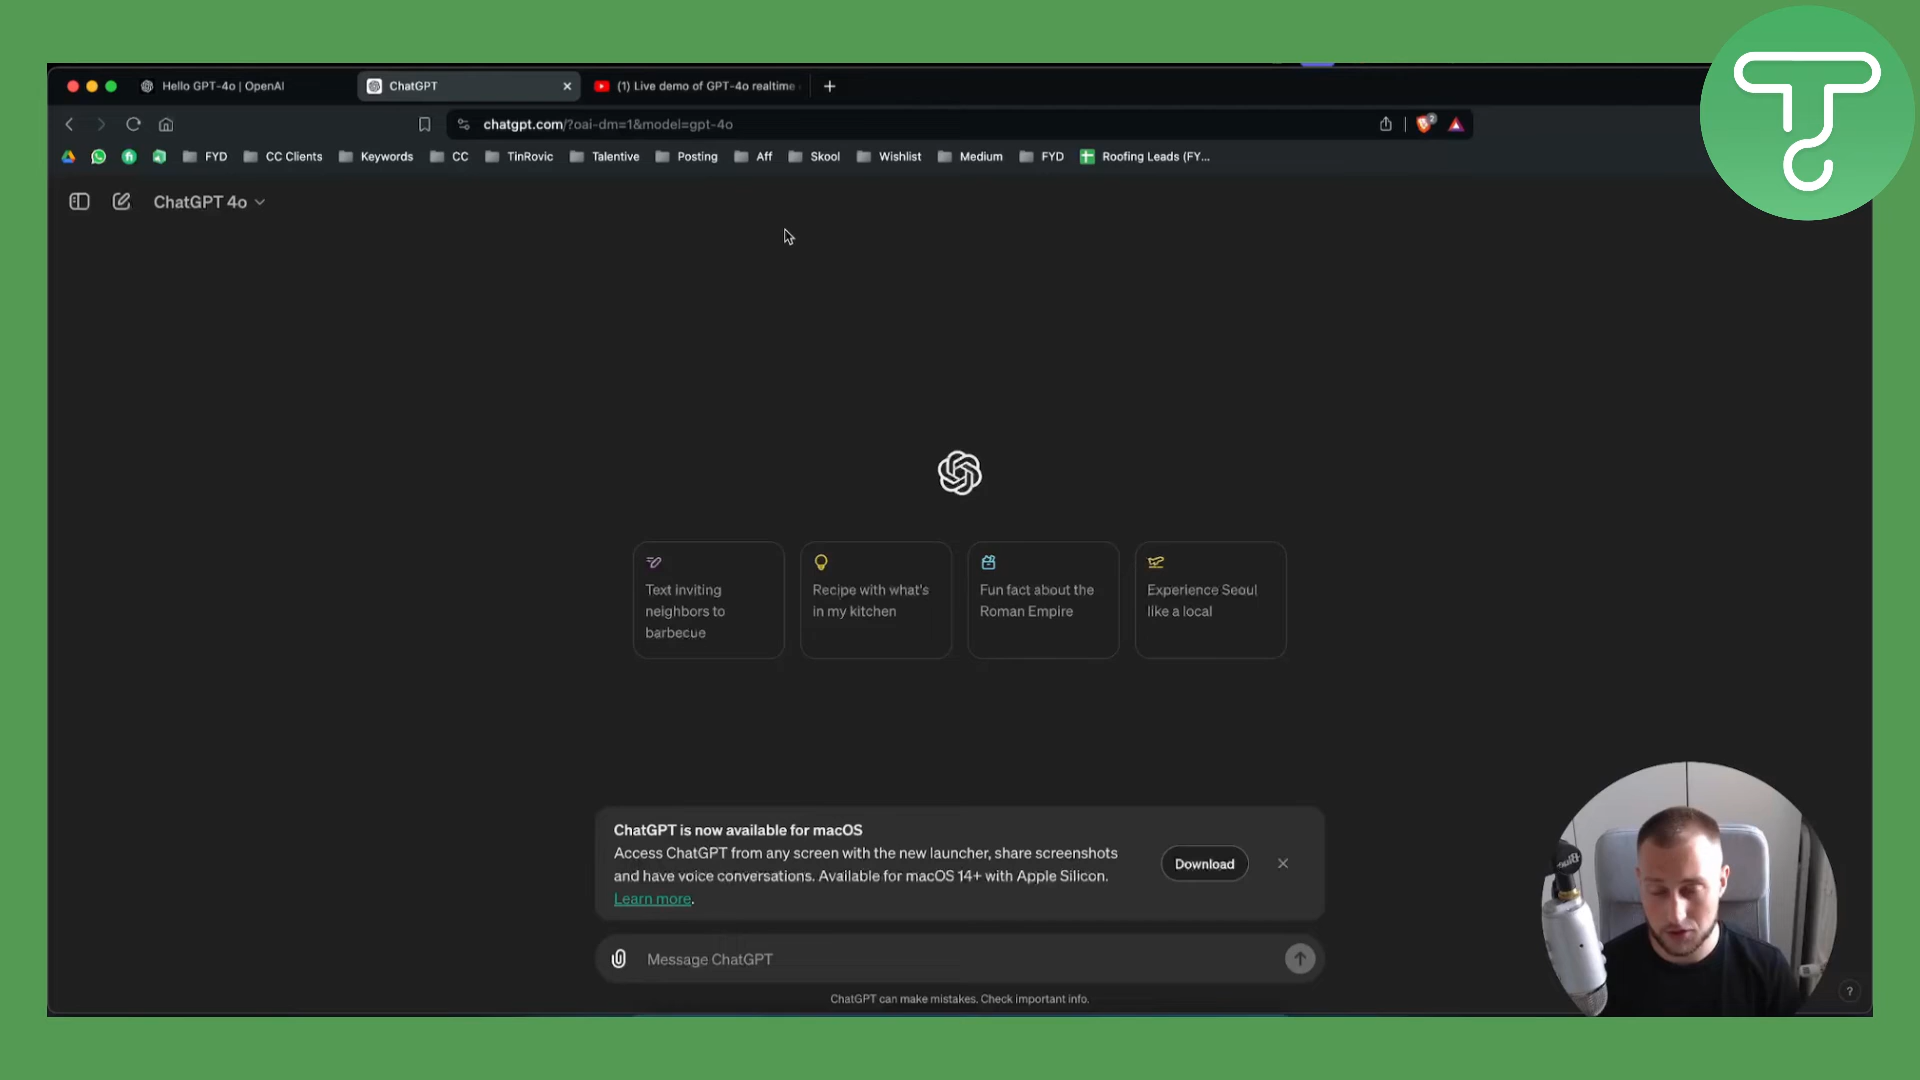 Hello GPT-4o | OpenAI
ChatGPT
(1) Live demo of GPT-4o realtime
chatgpt.com/?oai-dm=1&model=gpt-4o
2
FYD
CC Clients
Keywords
CC
TinRovic
Talentive
Posting
Aff
Skool
Wishlist
Medium
FYD
Roofing Leads (FY...
ChatGPT 4o
Text inviting
neighbors to
barbecue
Recipe with what's
in my kitchen
Fun fact about the
Roman Empire
Experience Seoul
like a local
ChatGPT is now available for macOS
Access ChatGPT from any screen with the new launcher, share screenshots
and have voice conversations. Available for macOS 14+ with Apple Silicon.
Learn more.
Download
Message ChatGPT
ChatGPT can make mistakes. Check important info.
?